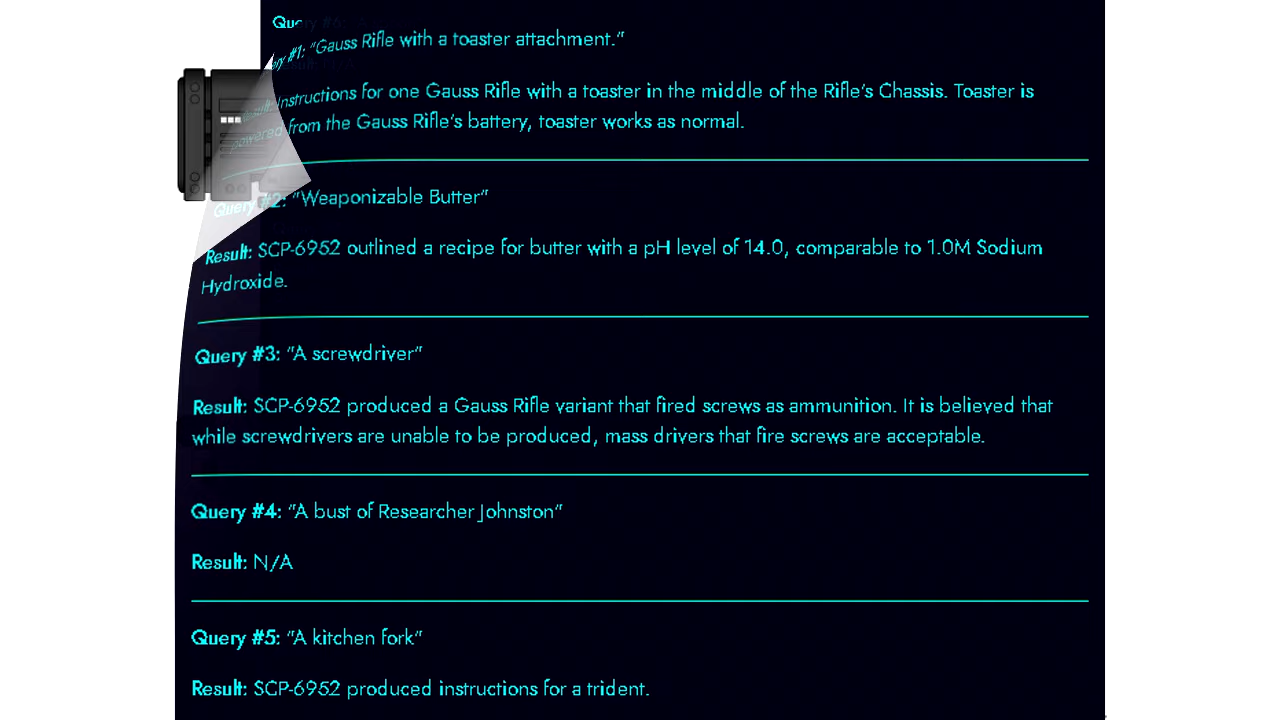 Query #1: "Gauss Rifle with a toaster attachment."
Result: Instructions for one Gauss Rifle with a toaster in the middle of the Rifle's Chassis. Toaster is
powered from the Gauss Rifle's battery, toaster works as normal.
Query #2: "Weaponizable Butter"
Result: SCP-6952 outlined a recipe for butter with a pH level of 14.0, comparable to 1.0M Sodium
Hydroxide.
Query #3: "A screwdriver"
Result: SCP-6952 produced a Gauss Rifle variant that fired screws as ammunition. It is believed that
while screwdrivers are unable to be produced, mass drivers that fire screws are acceptable.
Query #4: "A bust of Researcher Johnston"
Result: N/A
Query #5: "A kitchen fork"
Result: SCP-6952 produced instructions for a trident.